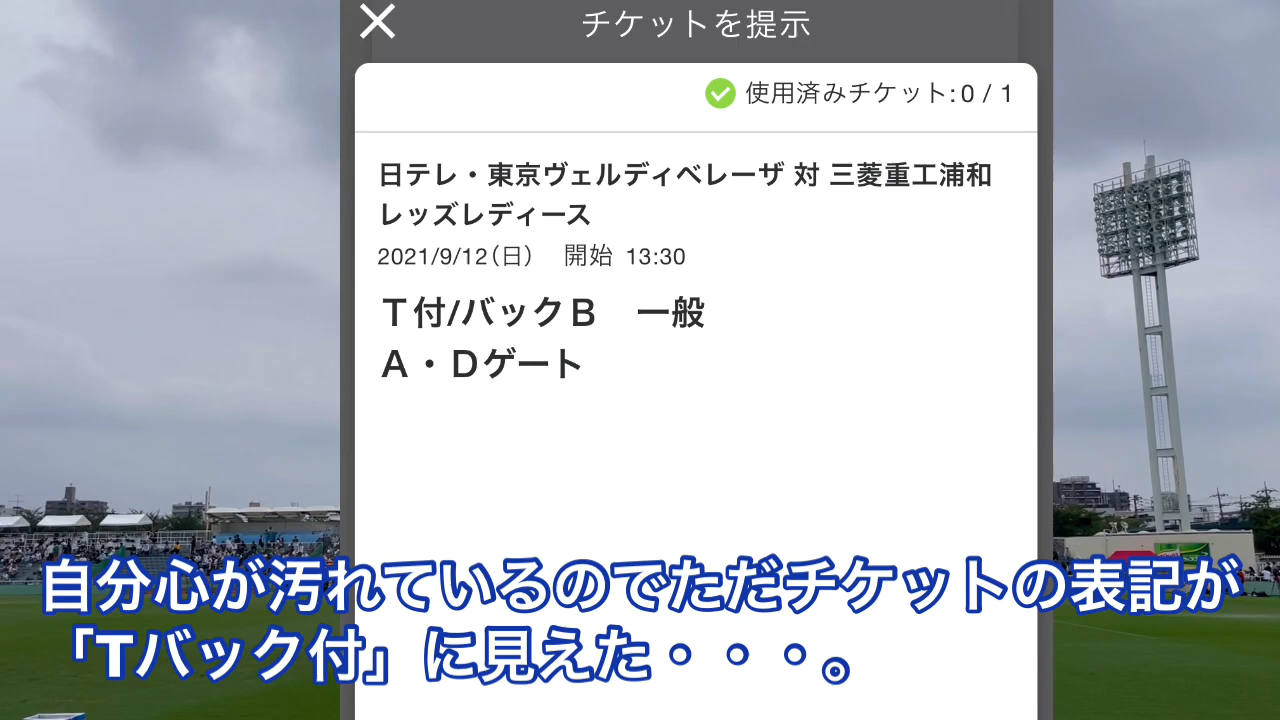 チケットを提示
使用済みチケット:0 / 1
日テレ・東京ヴェルディベレーザ 対 三菱重工浦和
レッズレディース
2021/9/12(日) 開始 13:30
T付/バックB 一般
A・Dゲート
自分心が汚れているのでただチケットの表記が
「Tバック付」に見えた・・・。